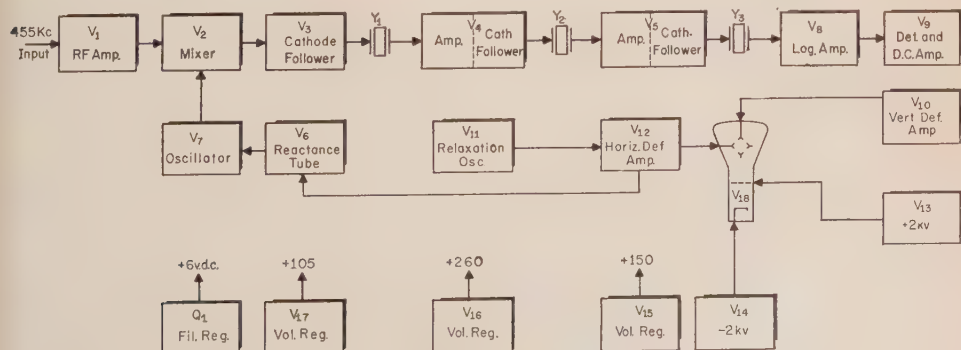 455Kc
Input
V1
RF Amp.
V2
Mixer
V3
Cathode
Follower
Y1
Amp.
V4
Cath
Follower
Y2
Amp.
V5
Cath-
Follower
Y3
V8
Log. Amp.
V9
Det. and
D.C. Amp.
V7
Oscillator
V6
Reactance
Tube
V11
Relaxation
Osc.
V12
Horiz. Def
Amp.
V10
Vert Def.
Amp
V18
V13
+2kv
+6v.d.c.
Q1
Fil. Reg.
+105
V17
Vol. Reg.
+260
V16
Vol. Reg.
+150
V15
Vol. Reg.
V14
-2kv